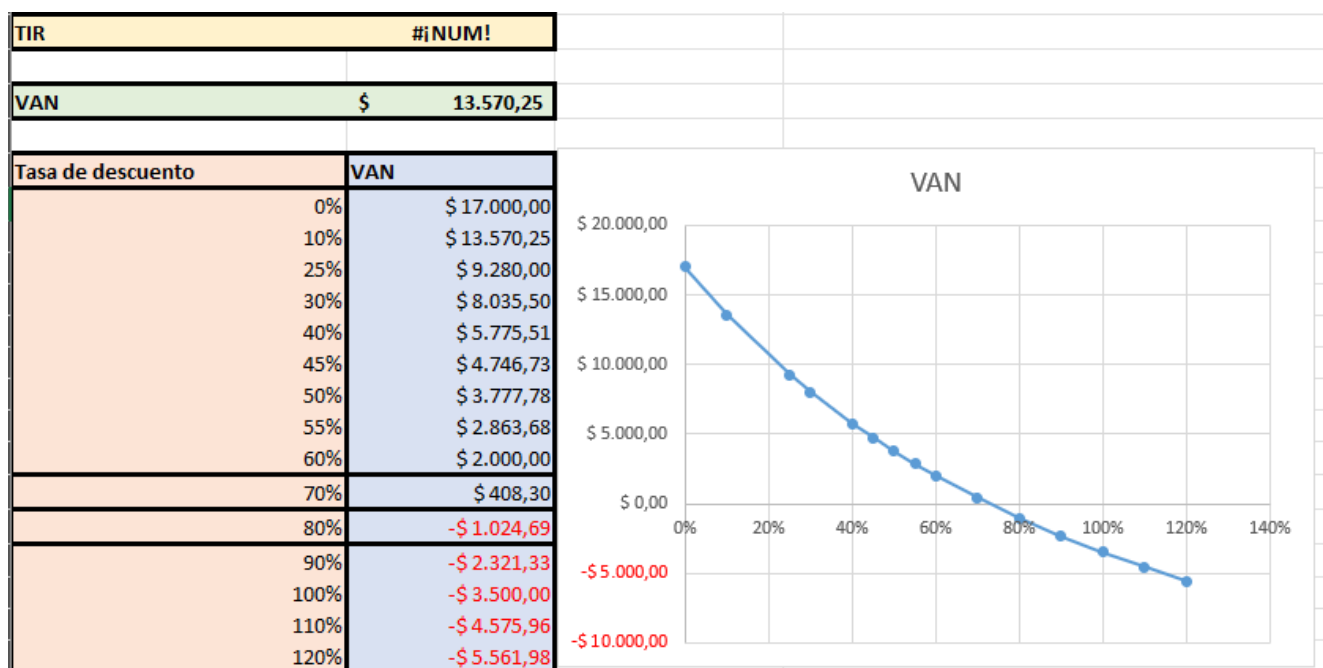 TIR #¡NUM!
VAN $ 13.570,25
Tasa de descuento VAN
0% $ 17.000,00
10% $ 13.570,25
25% $ 9.280,00
30% $ 8.035,50
40% $ 5.775,51
45% $ 4.746,73
50% $ 3.777,78
55% $ 2.863,68
60% $ 2.000,00
70% $ 408,30
80% -$ 1.024,69
90% -$ 2.321,33
100% -$ 3.500,00
110% -$ 4.575,96
120% -$ 5.561,98
VAN
$ 20.000,00
$ 15.000,00
$ 10.000,00
$ 5.000,00
$ 0,00
0% 20% 40% 60% 80% 100% 120% 140%
-$ 5.000,00
-$ 10.000,00